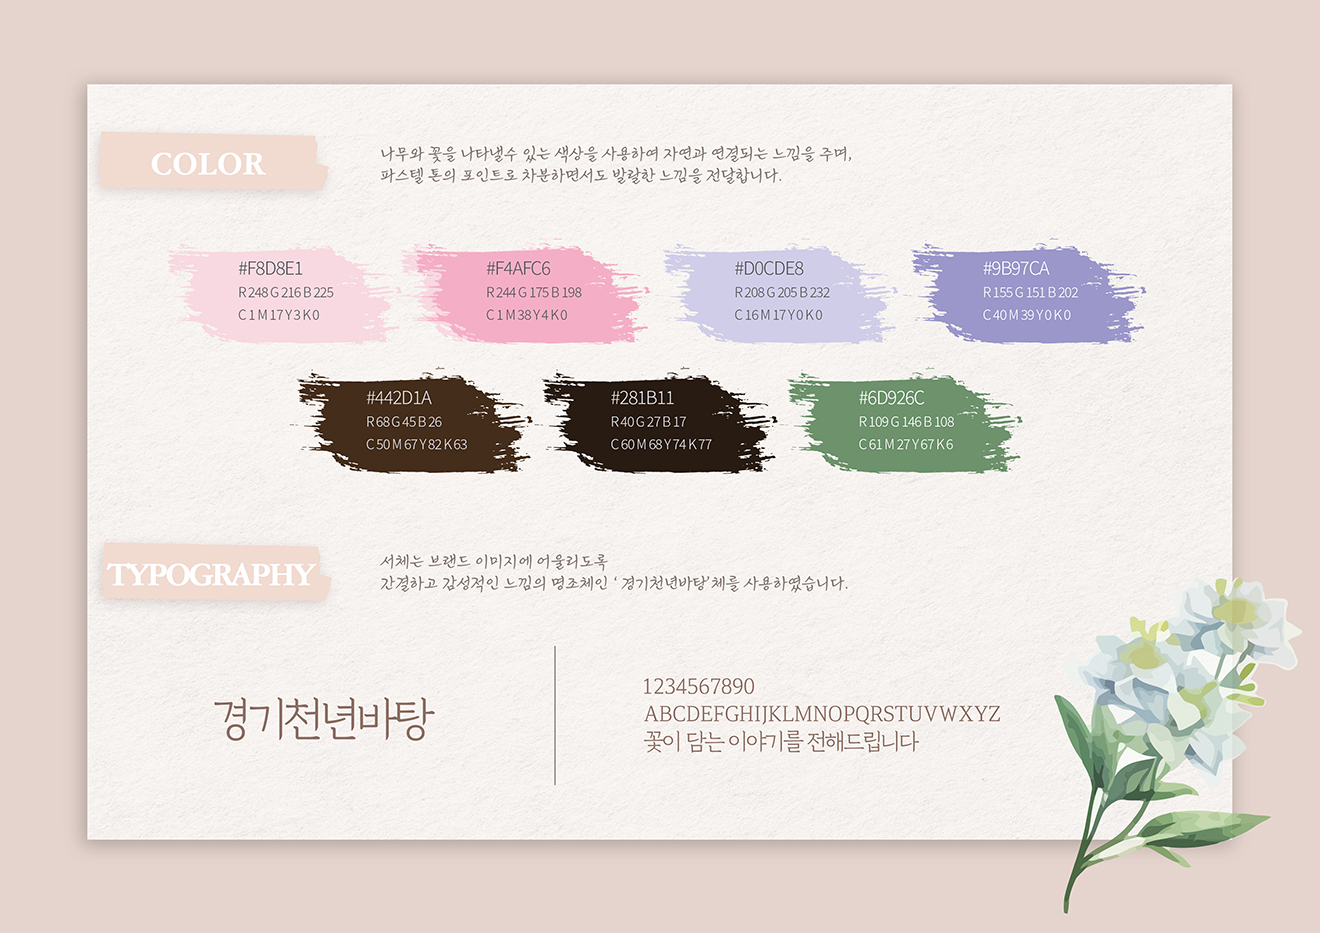 COLOR
나무와 꽃을 나타낼수 있는 색상을 사용하여 자연과 연결되는 느낌을 주며,
파스텔 톤의 포인트로 차분하면서도 발랄한 느낌을 전달합니다.
#F8D8E1
R 248 G 216 B 225
C 1 M 17 Y 3 K 0
#F4AFC6
R 244 G 175 B 198
C 1 M 38 Y 4 K 0
#D0CDE8
R 208 G 205 B 232
C 16 M 17 Y 0 K 0
#9B97CA
R 155 G 151 B 202
C 40 M 39 Y 0 K 0
#442D1A
R 68 G 45 B 26
C 50 M 67 Y 82 K 63
#281B11
R 40 G 27 B 17
C 60 M 68 Y 74 K 77
#6D926C
R 109 G 146 B 108
C 61 M 27 Y 67 K 6
TYPOGRAPHY
서체는 브랜드 이미지에 어울리도록
간결하고 감성적인 느낌의 명조체인 ‘ 경기천년바탕’체를 사용하였습니다.
경기천년바탕
1234567890
ABCDEFGHIJKLMNOPQRSTUVWXYZ
꽃이 담는 이야기를 전해드립니다